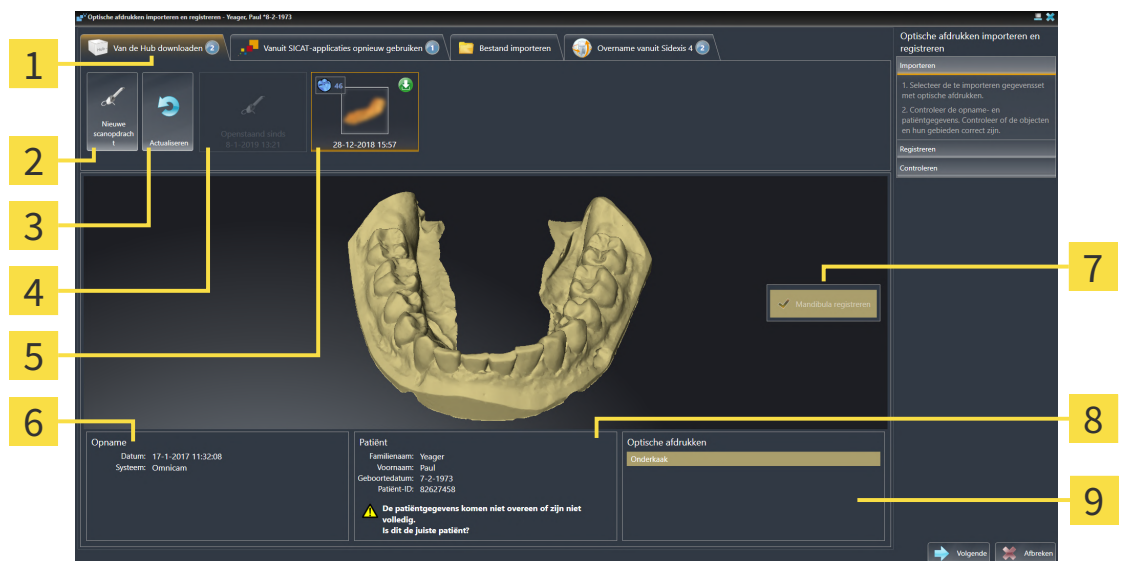 Optische afdrukken importeren en registreren - Yeager, Paul *8-2-1973
Van de Hub downloaden 2
Vanuit SICAT-applicaties opnieuw gebruiken 1
Bestand importeren
Overname vanuit Sidexis 4 2
Optische afdrukken importeren en
registreren
Importeren
1. Selecteer de te importeren gegevensset
met optische afdrukken.
2. Controleer de opname- en
patiëntgegevens. Controleer of de objecten
en hun gebieden correct zijn.
Registreren
Controleren
Nieuwe
scanopdrach
t
Actualiseren
Openstaand sinds
8-1-2019 13:21
46
28-12-2018 15:57
1
2
3
4
5
6
7
8
9
Mandibula registreren
Opname
Datum: 17-1-2017 11:32:08
Systeem: Omnicam
Patiënt
Familienaam: Yeager
Voornaam: Paul
Geboortedatum: 7-2-1973
Patiënt-ID: 82627458
De patiëntgegevens komen niet overeen of zijn niet
volledig.
Is dit de juiste patiënt?
Optische afdrukken
Onderkaak
Volgende
Afbreken